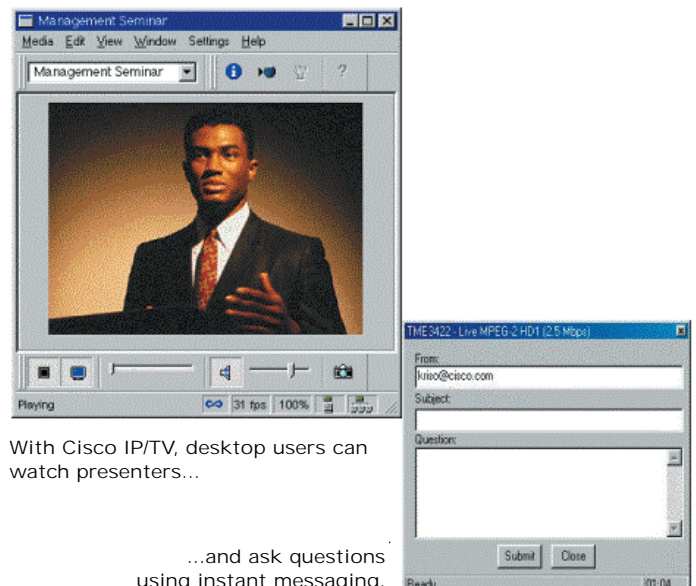 Management Seminar
Media Edit View Window Settings Help
Management Seminar
Playing
31 fps 100%
With Cisco IP/TV, desktop users can
watch presenters...
TME3422 - Live MPEG-2 HD1 (2.5 Mbps)
From:
kriso@cisco.com
Subject:
Question:
Submit Close
Ready 01:04
...and ask questions
using instant messaging.